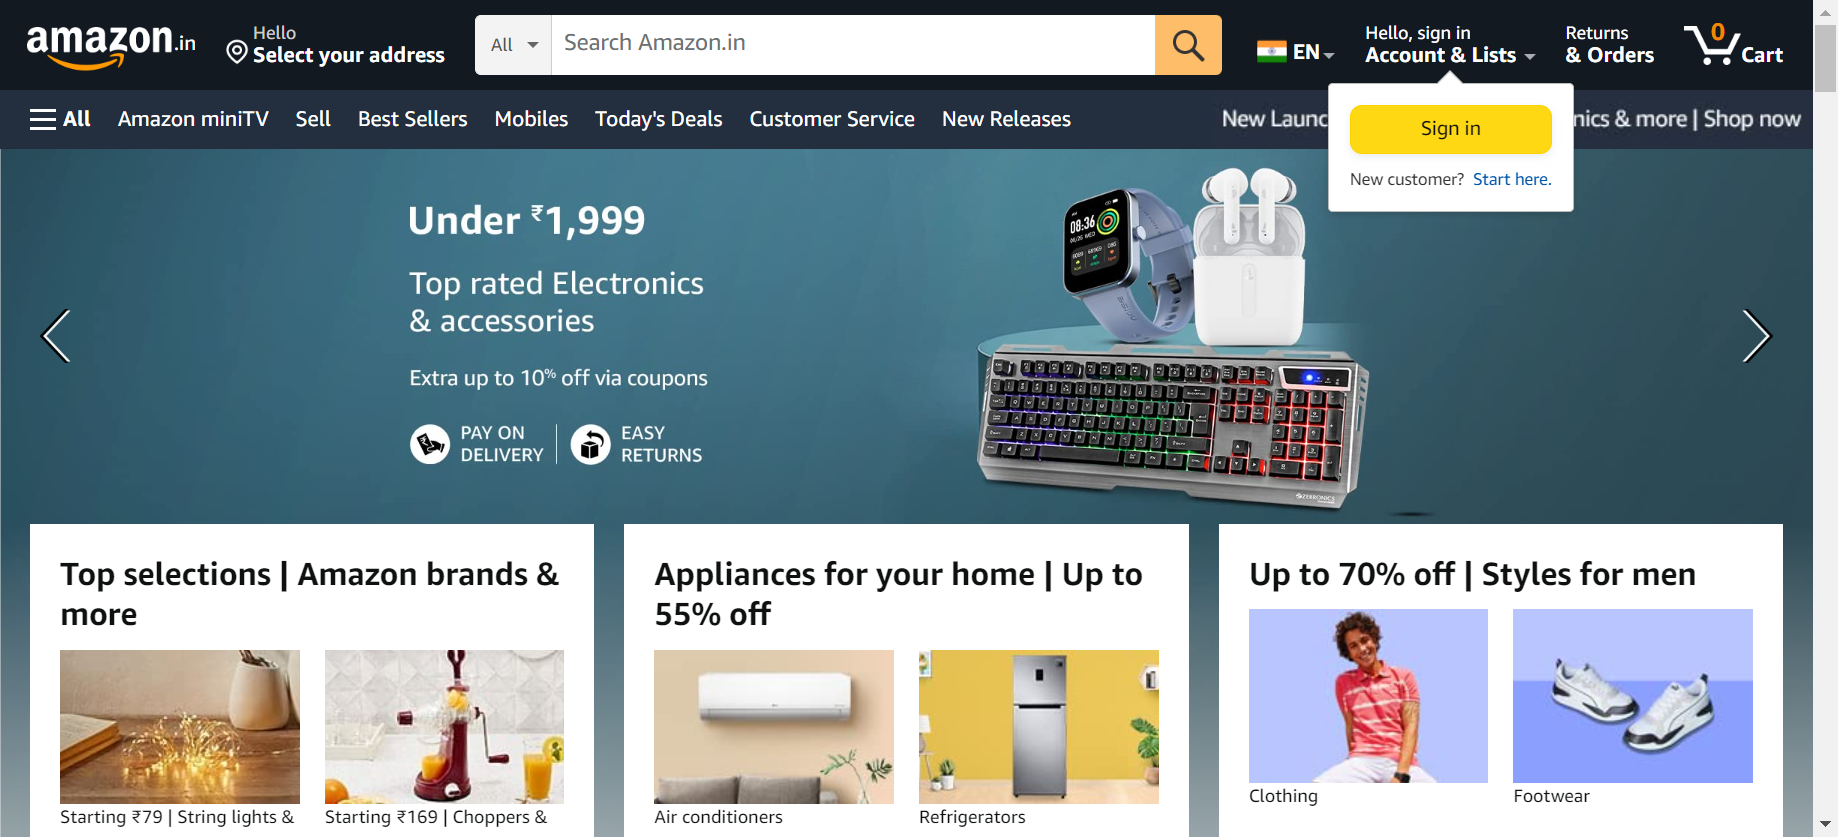 amazon.in
Hello
Select your address
All
Search Amazon.in
EN
Hello, sign in
Account & Lists
Returns
& Orders
0
Cart
All
Amazon miniTV
Sell
Best Sellers
Mobiles
Today's Deals
Customer Service
New Releases
New Launc
nics & more | Shop now
Sign in
New customer? Start here.
Under ₹1,999
Top rated Electronics
& accessories
Extra up to 10% off via coupons
PAY ON
DELIVERY
EASY
RETURNS
08:36
ZEBRONICS
Top selections | Amazon brands &
more
Starting ₹79 | String lights &
Starting ₹169 | Choppers &
Appliances for your home | Up to
55% off
Air conditioners
Refrigerators
Up to 70% off | Styles for men
Clothing
Footwear